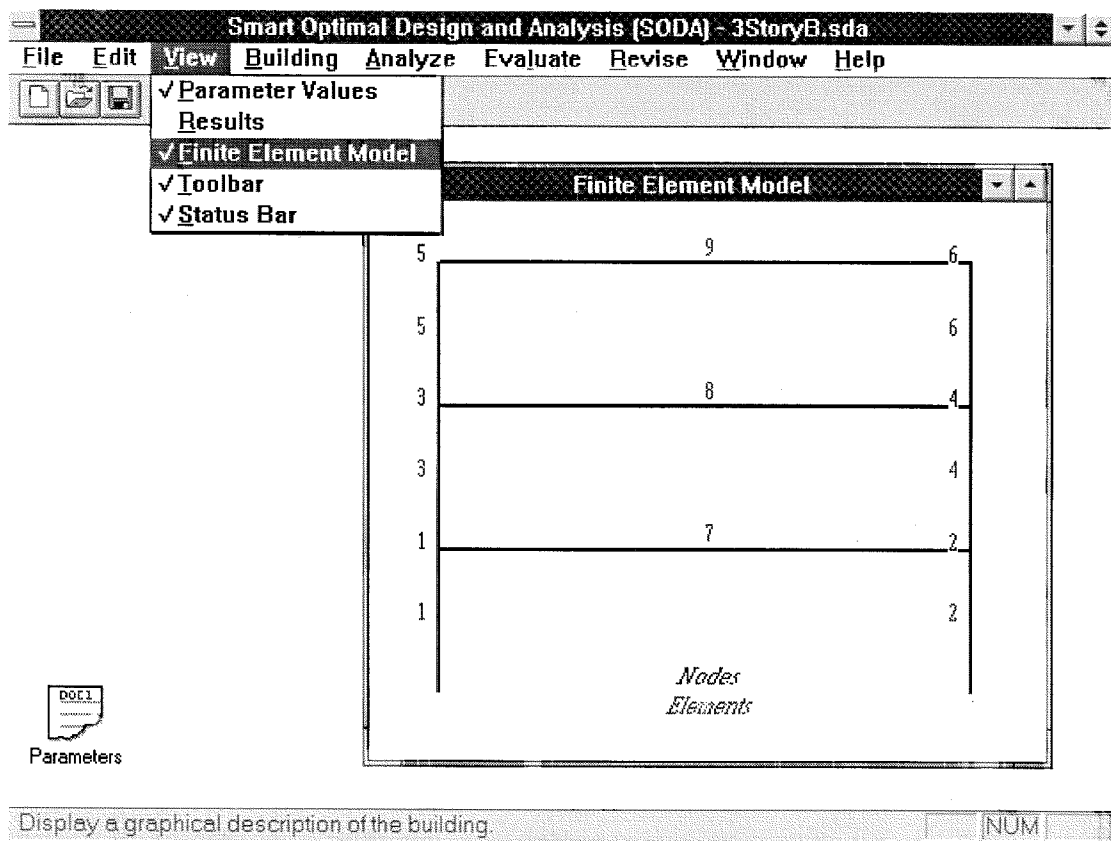 Smart Optimal Design and Analysis (SODA) - 3StoryB.sda
File Edit View Building Analyze Evaluate Revise Window Help
✓ Parameter Values
Results
✓ Finite Element Model
✓ Toolbar
✓ Status Bar
Finite Element Model
5 9 6
5 6
3 8 4
3 4
1 7 2
1 2
Nodes
Elements
DOC1
Parameters
Display a graphical description of the building.
NUM